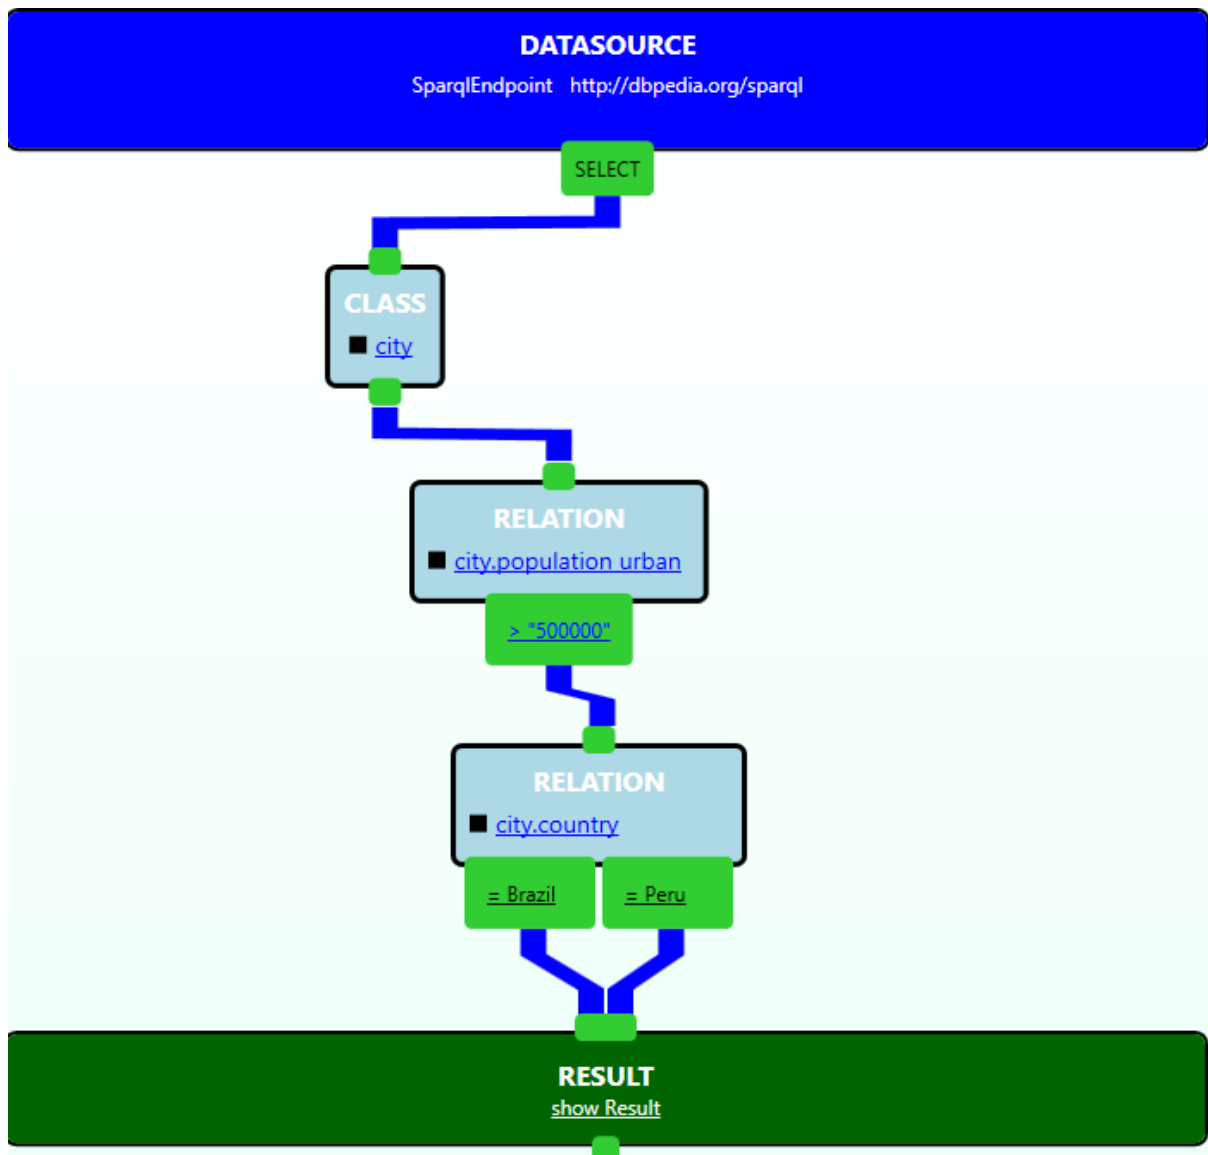 DATASOURCE
SparqlEndpoint http://dbpedia.org/sparql
SELECT
CLASS
city
RELATION
city.population urban
> "500000"
RELATION
city.country
= Brazil = Peru
RESULT
show Result